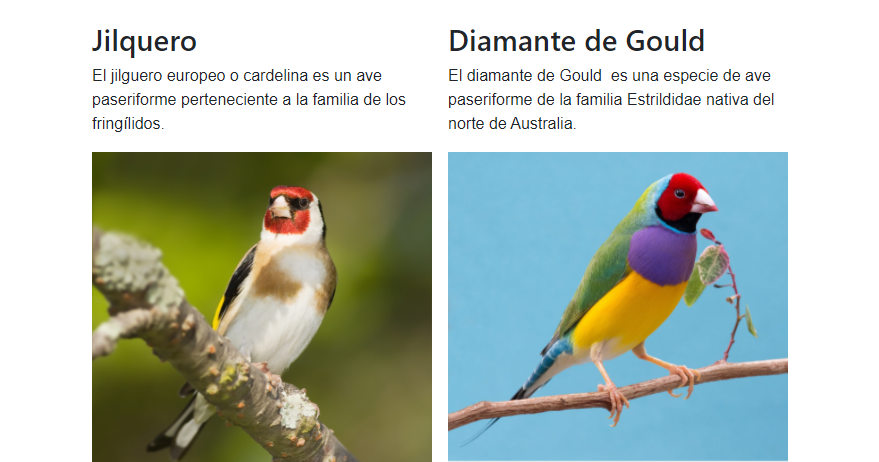 Jilquero
El jilguero europeo o cardelina es un ave
paseriforme perteneciente a la familia de los
fringílidos.
Diamante de Gould
El diamante de Gould  es una especie de ave
paseriforme de la familia Estrildidae nativa del
norte de Australia.